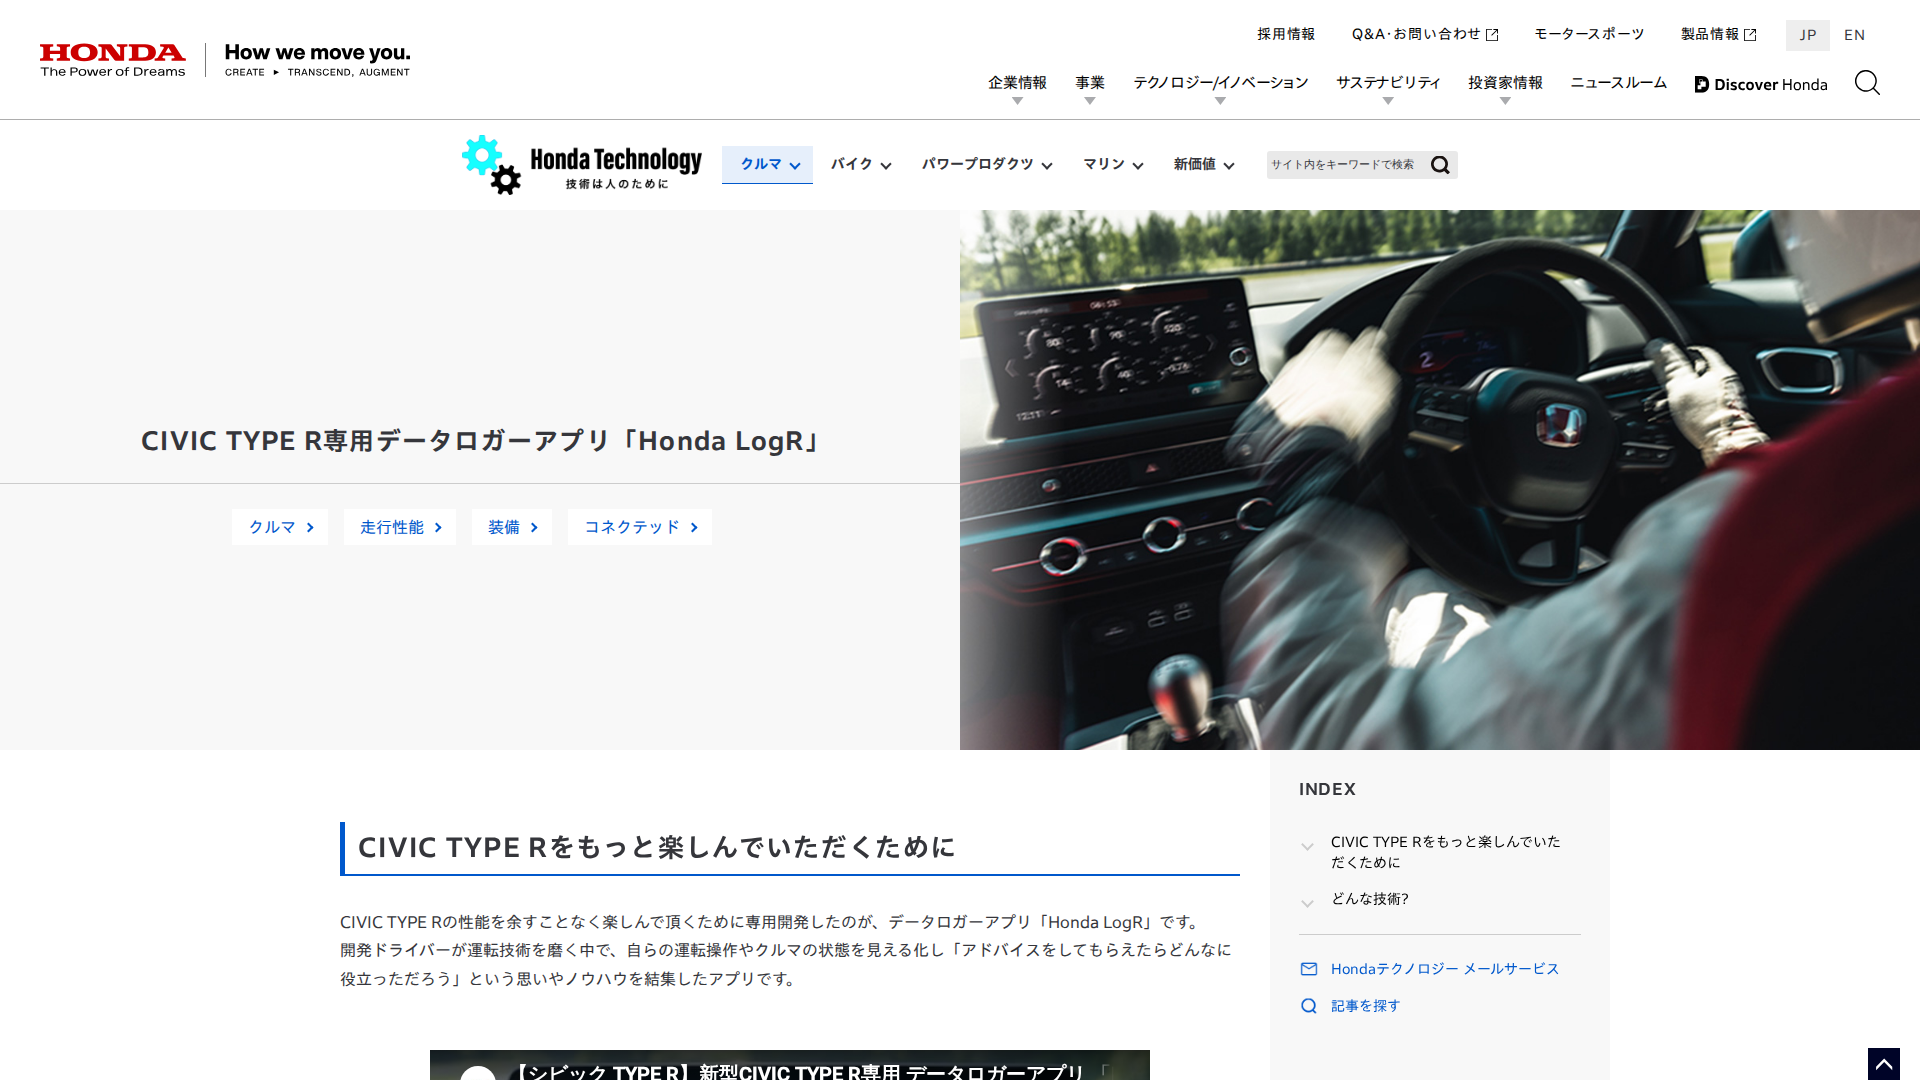 採用情報
Q&A・お問い合わせ
モータースポーツ
製品情報
JP
EN
HONDA
The Power of Dreams
How we move you.
CREATE ▶ TRANSCEND, AUGMENT
企業情報
事業
テクノロジー/イノベーション
サステナビリティ
投資家情報
ニュースルーム
Discover Honda
Honda Technology
技術は人のために
クルマ
バイク
パワープロダクツ
マリン
新価値
サイト内をキーワードで検索
CIVIC TYPE R専用データロガーアプリ「Honda LogR」
クルマ
走行性能
装備
コネクテッド
CIVIC TYPE Rをもっと楽しんでいただくために
CIVIC TYPE Rの性能を余すことなく楽しんで頂くために専用開発したのが、データロガーアプリ「Honda LogR」です。
開発ドライバーが運転技術を磨く中で、自らの運転操作やクルマの状態を見える化し「アドバイスをしてもらえたらどんなに
役立っただろう」という思いやノウハウを結集したアプリです。
【シビック TYPE R】新型CIVIC TYPE R専用 データロガーアプリ 「
INDEX
CIVIC TYPE Rをもっと楽しんでいた
だくために
どんな技術?
Hondaテクノロジー メールサービス
記事を探す